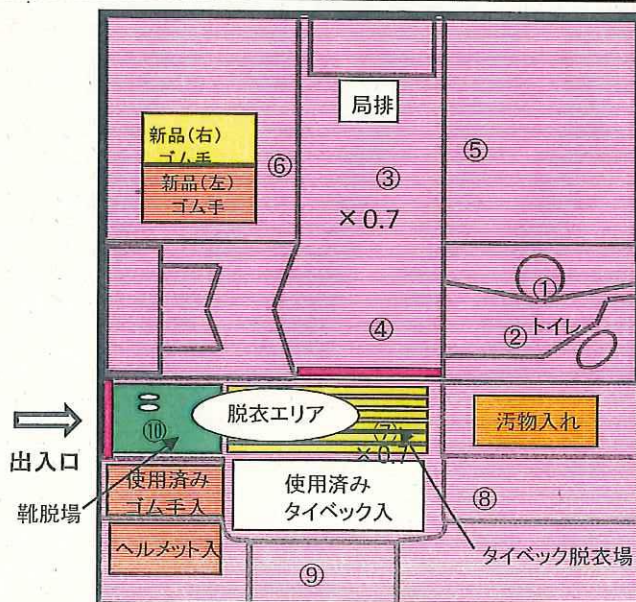 局排
新品(右)
ゴム手
新品(左)
ゴム手
⑥
③
⑤
×0.7
①
④
②
トイレ
脱衣エリア
⑩
(7)
×0.7
汚物入れ
出入口
靴脱場
使用済み
ゴム手入
使用済み
タイベック入
⑧
ヘルメット入
タイベック脱衣場
⑨